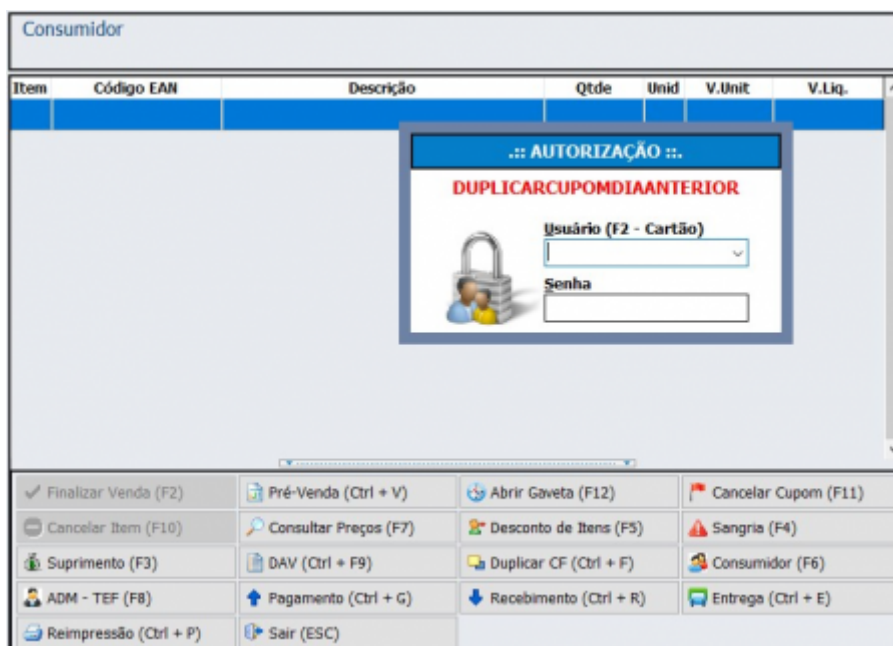 Consumidor
Item Código EAN Descrição Qtde Unid V.Unit V.Liq.
.:: AUTORIZAÇÃO ::.
DUPLICARCUPOMDIAANTERIOR
Usuário (F2 - Cartão)
Senha
Finalizar Venda (F2) Pré-Venda (Ctrl + V) Abrir Gaveta (F12) Cancelar Cupom (F11)
Cancelar Item (F10) Consultar Preços (F7) Desconto de Itens (F5) Sangria (F4)
Suprimento (F3) DAV (Ctrl + F9) Duplicar CF (Ctrl + F) Consumidor (F6)
ADM - TEF (F8) Pagamento (Ctrl + G) Recebimento (Ctrl + R) Entrega (Ctrl + E)
Reimpressão (Ctrl + P) Sair (ESC)